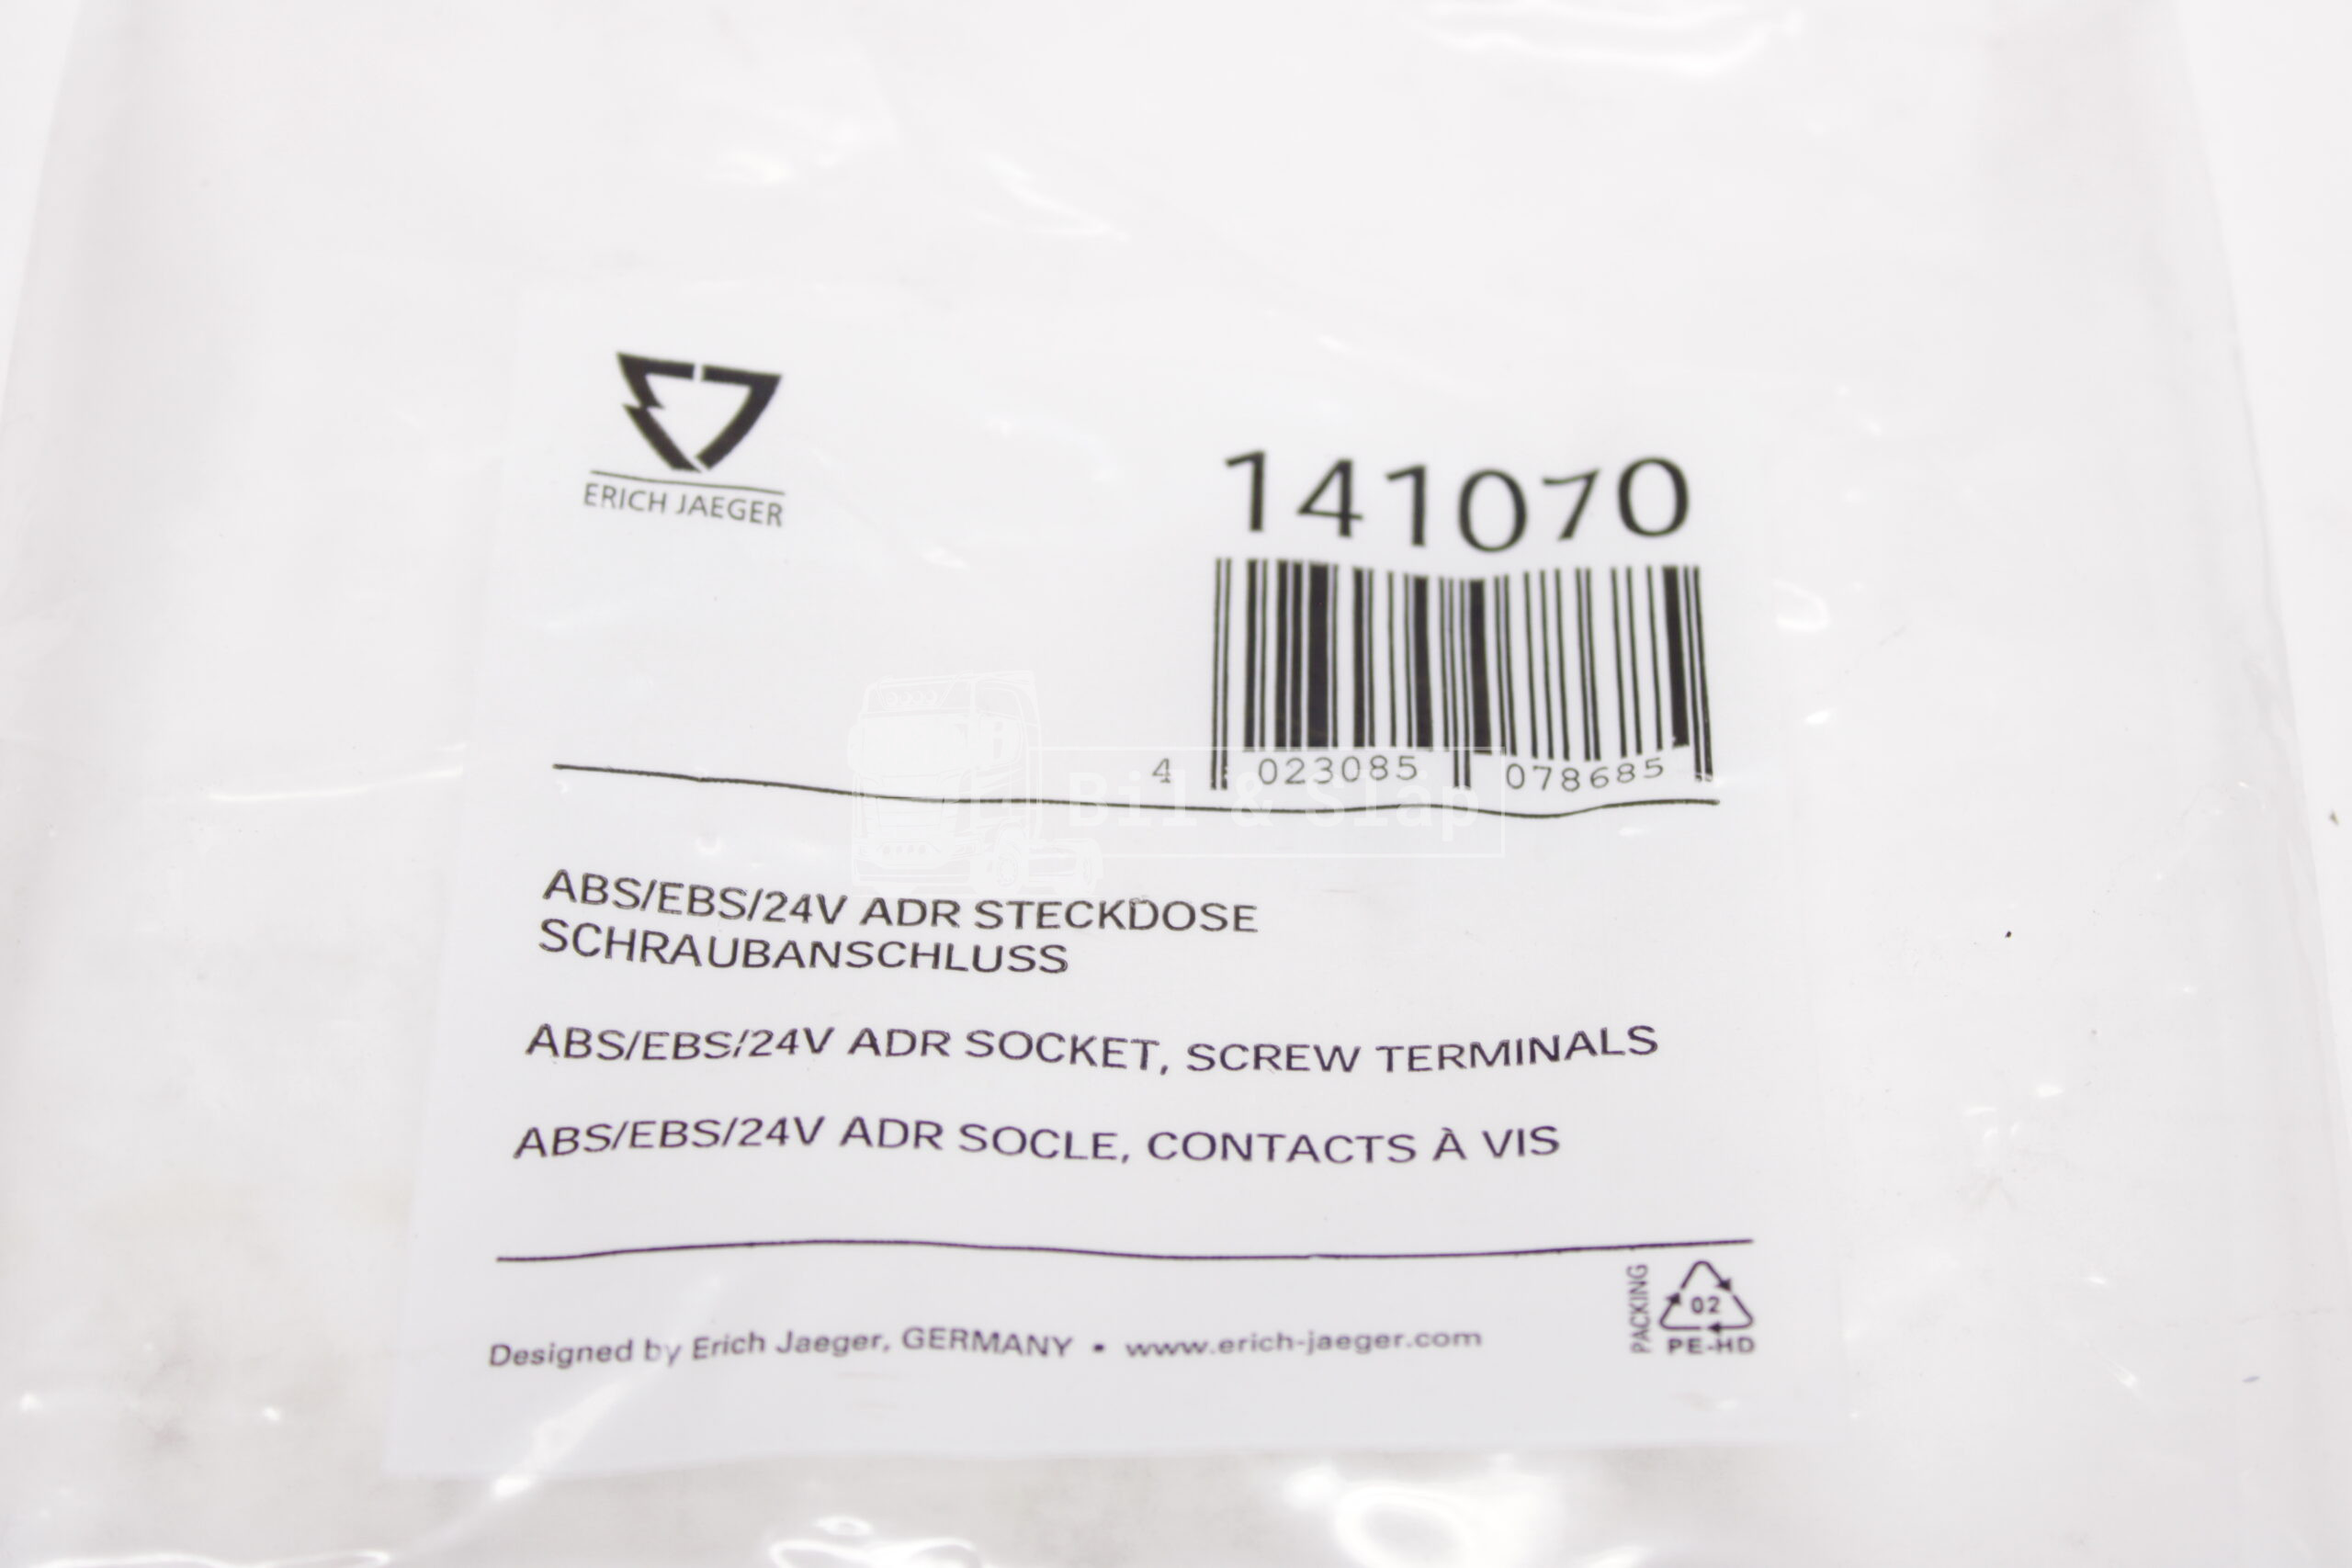 ERICH JAEGER
141070
4 023085 078685
Bil & Släp
ABS/EBS/24V ADR STECKDOSE
SCHRAUBANSCHLUSS
ABS/EBS/24V ADR SOCKET, SCREW TERMINALS
ABS/EBS/24V ADR SOCLE, CONTACTS À VIS
Designed by Erich Jaeger, GERMANY • www.erich-jaeger.com
PACKING
02
PE-HD